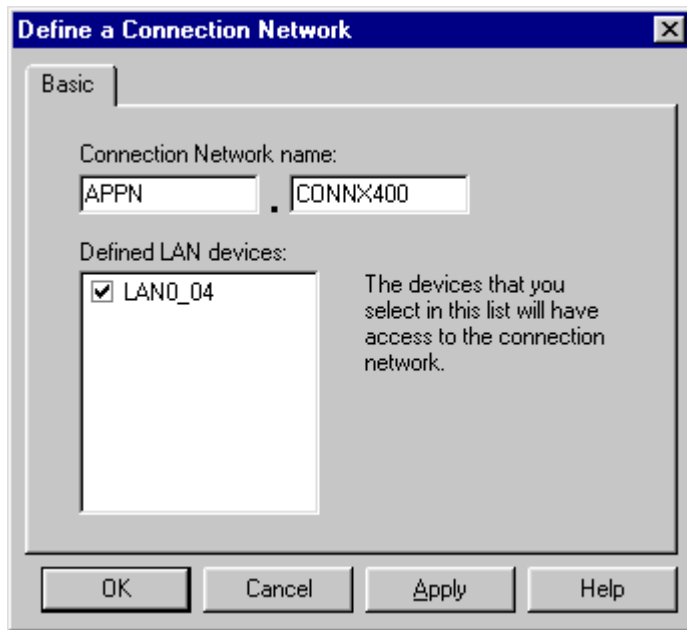 Define a Connection Network
Basic
Connection Network name:
APPN . CONNX400
Defined LAN devices:
LAN0_04
The devices that you
select in this list will have
access to the connection
network.
OK Cancel Apply Help